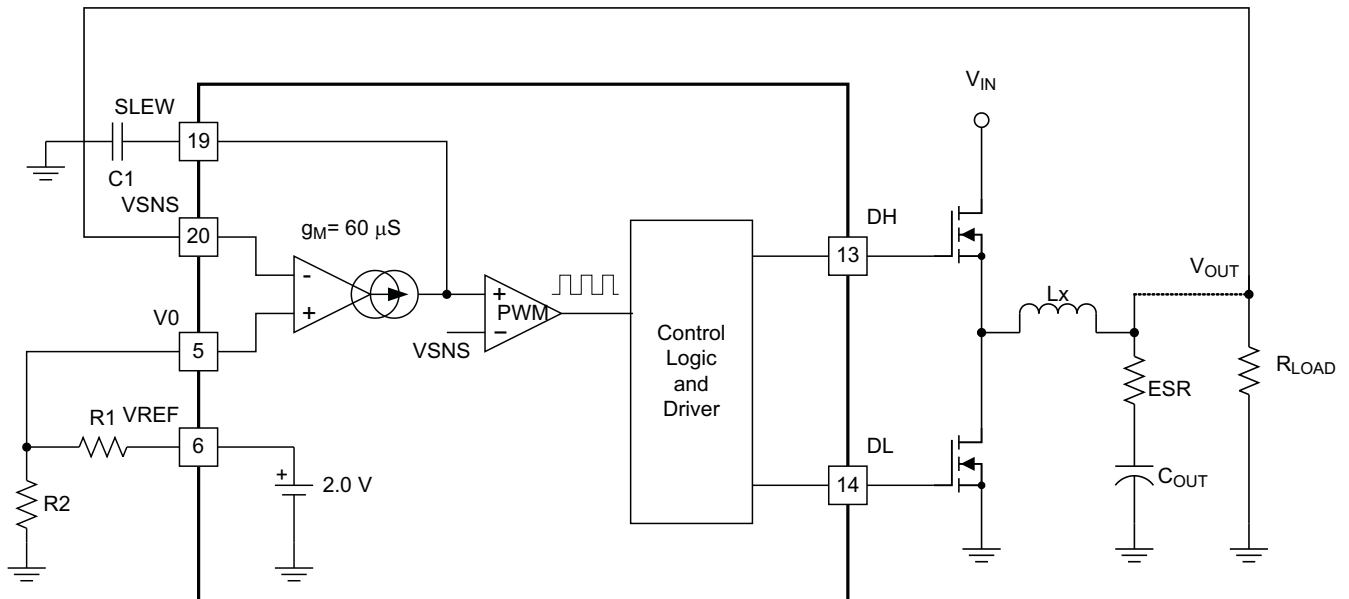 SLEW
19
C1
VSNS
20
gM= 60 μS
V0
5
R1
VREF
6
R2
+
2.0 V
-
+
+
PWM
−
VSNS
Control
Logic
and
Driver
DH
13
DL
14
VIN
Lx
VOUT
ESR
COUT
RLOAD